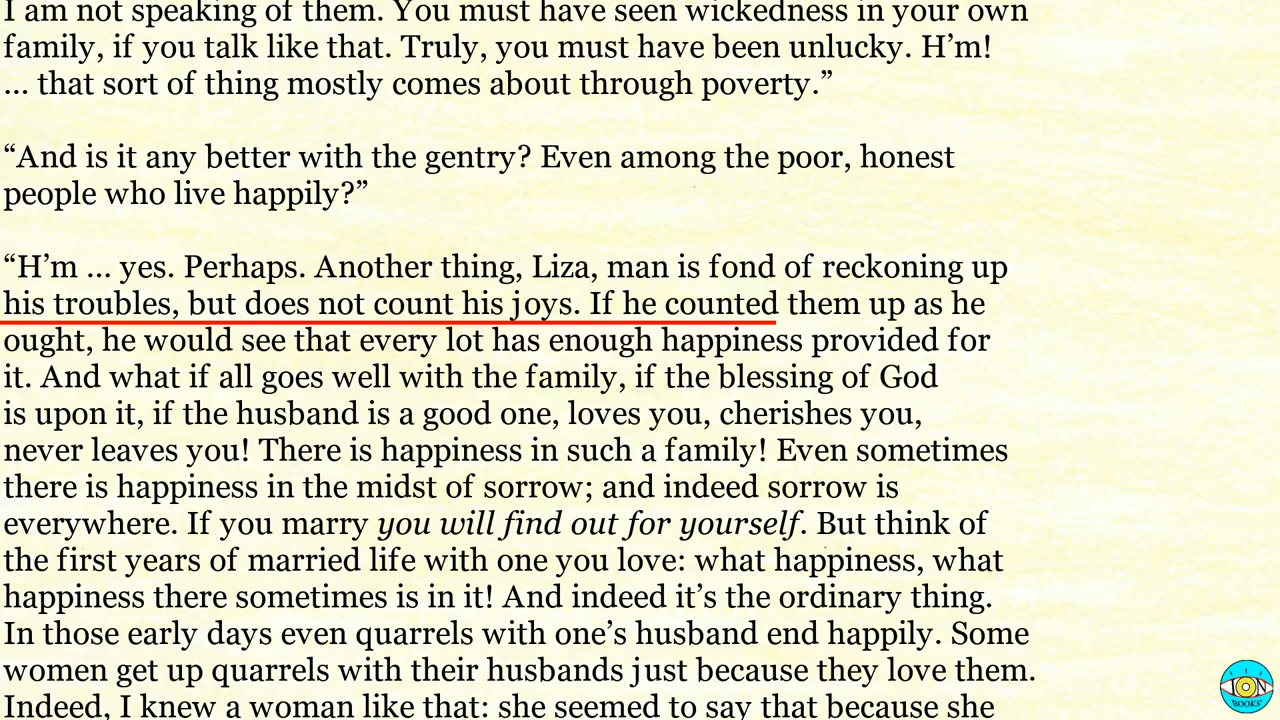 I am not speaking of them. You must have seen wickedness in your own
family, if you talk like that. Truly, you must have been unlucky. H’m!
... that sort of thing mostly comes about through poverty.”
“And is it any better with the gentry? Even among the poor, honest
people who live happily?”
“H’m ... yes. Perhaps. Another thing, Liza, man is fond of reckoning up
his troubles, but does not count his joys. If he counted them up as he
ought, he would see that every lot has enough happiness provided for
it. And what if all goes well with the family, if the blessing of God
is upon it, if the husband is a good one, loves you, cherishes you,
never leaves you! There is happiness in such a family! Even sometimes
there is happiness in the midst of sorrow; and indeed sorrow is
everywhere. If you marry you will find out for yourself. But think of
the first years of married life with one you love: what happiness, what
happiness there sometimes is in it! And indeed it’s the ordinary thing.
In those early days even quarrels with one’s husband end happily. Some
women get up quarrels with their husbands just because they love them.
Indeed, I knew a woman like that: she seemed to say that because she
ION
BOOKS